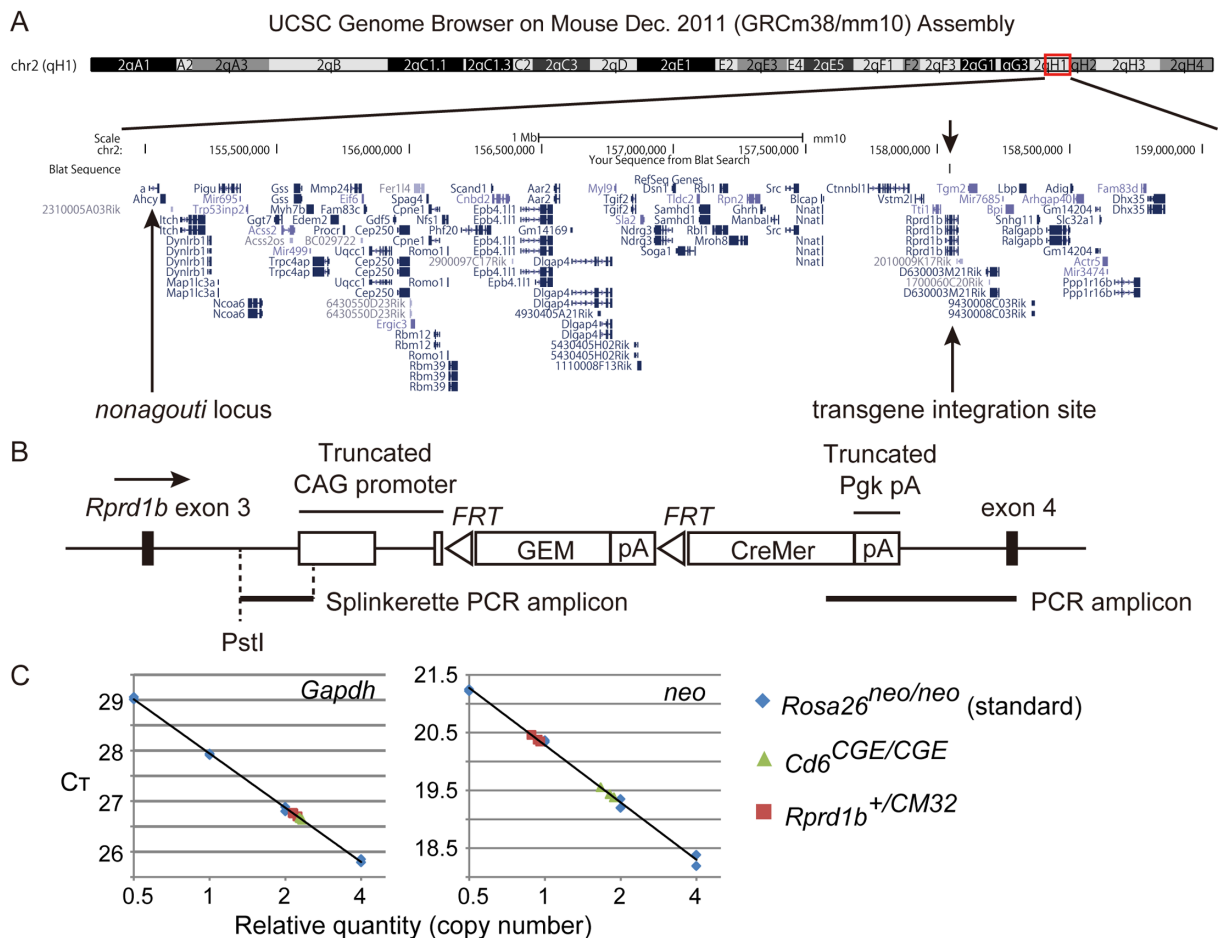 A
UCSC Genome Browser on Mouse Dec. 2011 (GRCm38/mm10) Assembly
chr2 (qH1) 2qA1 A2 2qA3 2qB 2qC1.1 2qC1.3 C2 2qC3 2qD 2qE1 E2 2qE3 E4 2qE5 2qF1 F2 2qF3 2qG1 qG3 2qH1 qH2 2qH3 2qH4
Scale 1 Mb mm10
chr2: 155,500,000 156,000,000 156,500,000 157,000,000 157,500,000 158,000,000 158,500,000 159,000,000
Blat Sequence Your Sequence from Blat Search
RefSeq Genes
a Pigu Gss Mmp24 Fer1l4 Scand1 Aar2 Myl9 Dsn1 Rbl1 Src Ctnnbl1 Tgm2 Lbp Adig Fam83d
Ahcy Mir695 Gss Eif6 Spag4 Cnbd2 Aar2 Tgif2 Tldc2 Rpn2 Blcap Vstm2l Mir7685 Arhgap40 Dhx35
2310005A03Rik Trp53inp2 Myh7b Fam83c Cpne1 Epb4.1l1 Tgif2 Samhd1 Ghrh Nnat Tti1 Bpi Gm14204 Dhx35
Itch Ggt7 Edem2 Gdf5 Nfs1 Epb4.1l1 Sla2 Samhd1 Manbal Src Nnat Rprd1b Snhg11 Slc32a1
Itch Acss2 Procr Cep250 Phf20 Gm14169 Ndrg3 Rbl1 Src Rprd1b Ralgapb
Dynlrb1 Acss2os BC029722 Cpne1 Epb4.1l1 Ndrg3 Mroh8 Nnat Rprd1b Ralgapb
Dynlrb1 Mir499 Uqcc1 Romo1 Epb4.1l1 Soga1 Nnat Rprd1b Gm14204
Dynlrb1 Trpc4ap Cep250 2900097C17Rik Dlgap4 Nnat 2010009K17Rik Actr5
Dynlrb1 Trpc4ap Cep250 Epb4.1l1 D630003M21Rik Mir3474
Map1lc3a Uqcc1 Romo1 Epb4.1l1 1700060C20Rik Ppp1r16b
Map1lc3a Cep250 Dlgap4 D630003M21Rik Ppp1r16b
Ncoa6 6430550D23Rik Dlgap4 9430008C03Rik
Ncoa6 6430550D23Rik 4930405A21Rik 9430008C03Rik
Ergic3 Dlgap4
Rbm12 Dlgap4
Rbm12 5430405H02Rik
Romo1 5430405H02Rik
Rbm39 1110008F13Rik
Rbm39
Rbm39
nonagouti locus
transgene integration site
B
Truncated
CAG promoter
Truncated
Pgk pA
Rprd1b exon 3
FRT
FRT
exon 4
GEM
pA
CreMer
pA
Splinkerette PCR amplicon
PCR amplicon
PstI
C
Gapdh
29
28
27
26
CT
0.5 1 2 4
neo
21.5
20.5
19.5
18.5
0.5 1 2 4
Relative quantity (copy number)
Rosa26neo/neo (standard)
Cd6CGE/CGE
Rprd1b+/CM32